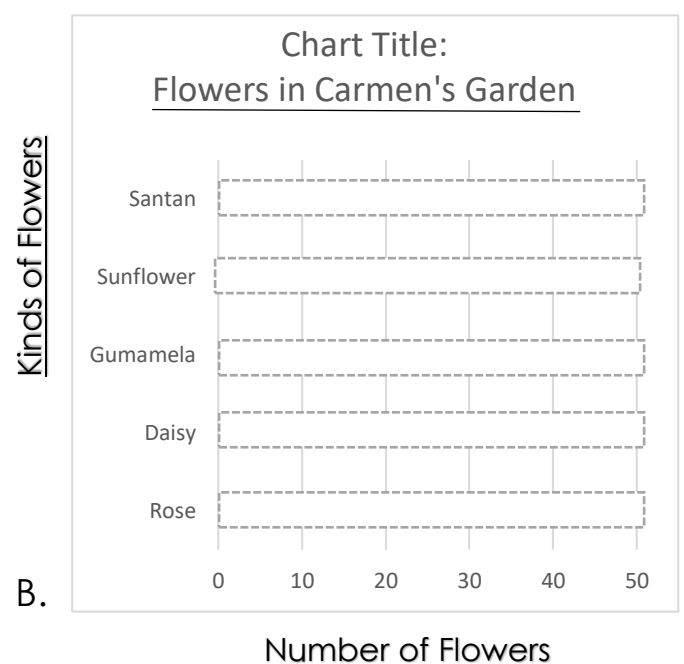 Chart Title:
Flowers in Carmen's Garden
Kinds of Flowers
Santan
Sunflower
Gumamela
Daisy
Rose
0 10 20 30 40 50
B.
Number of Flowers